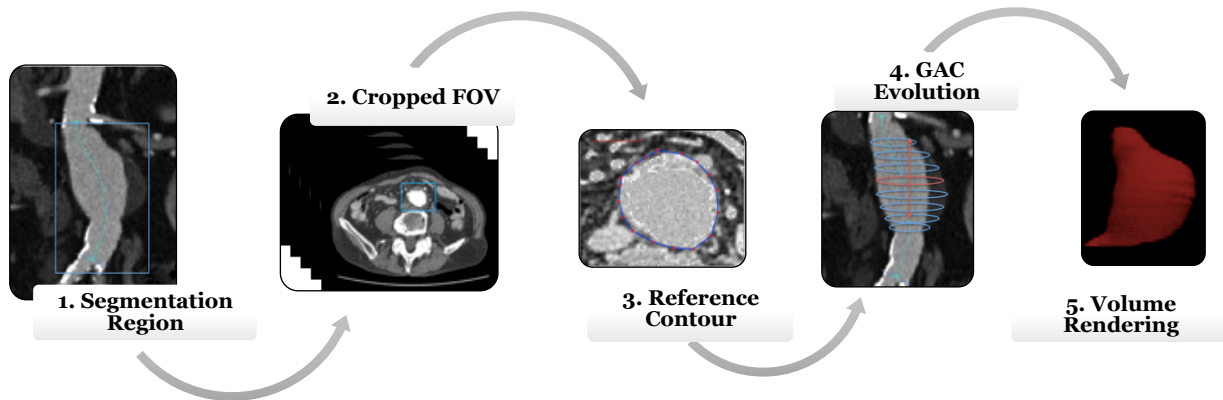 1. Segmentation
Region
2. Cropped FOV
3. Reference
Contour
4. GAC
Evolution
5. Volume
Rendering